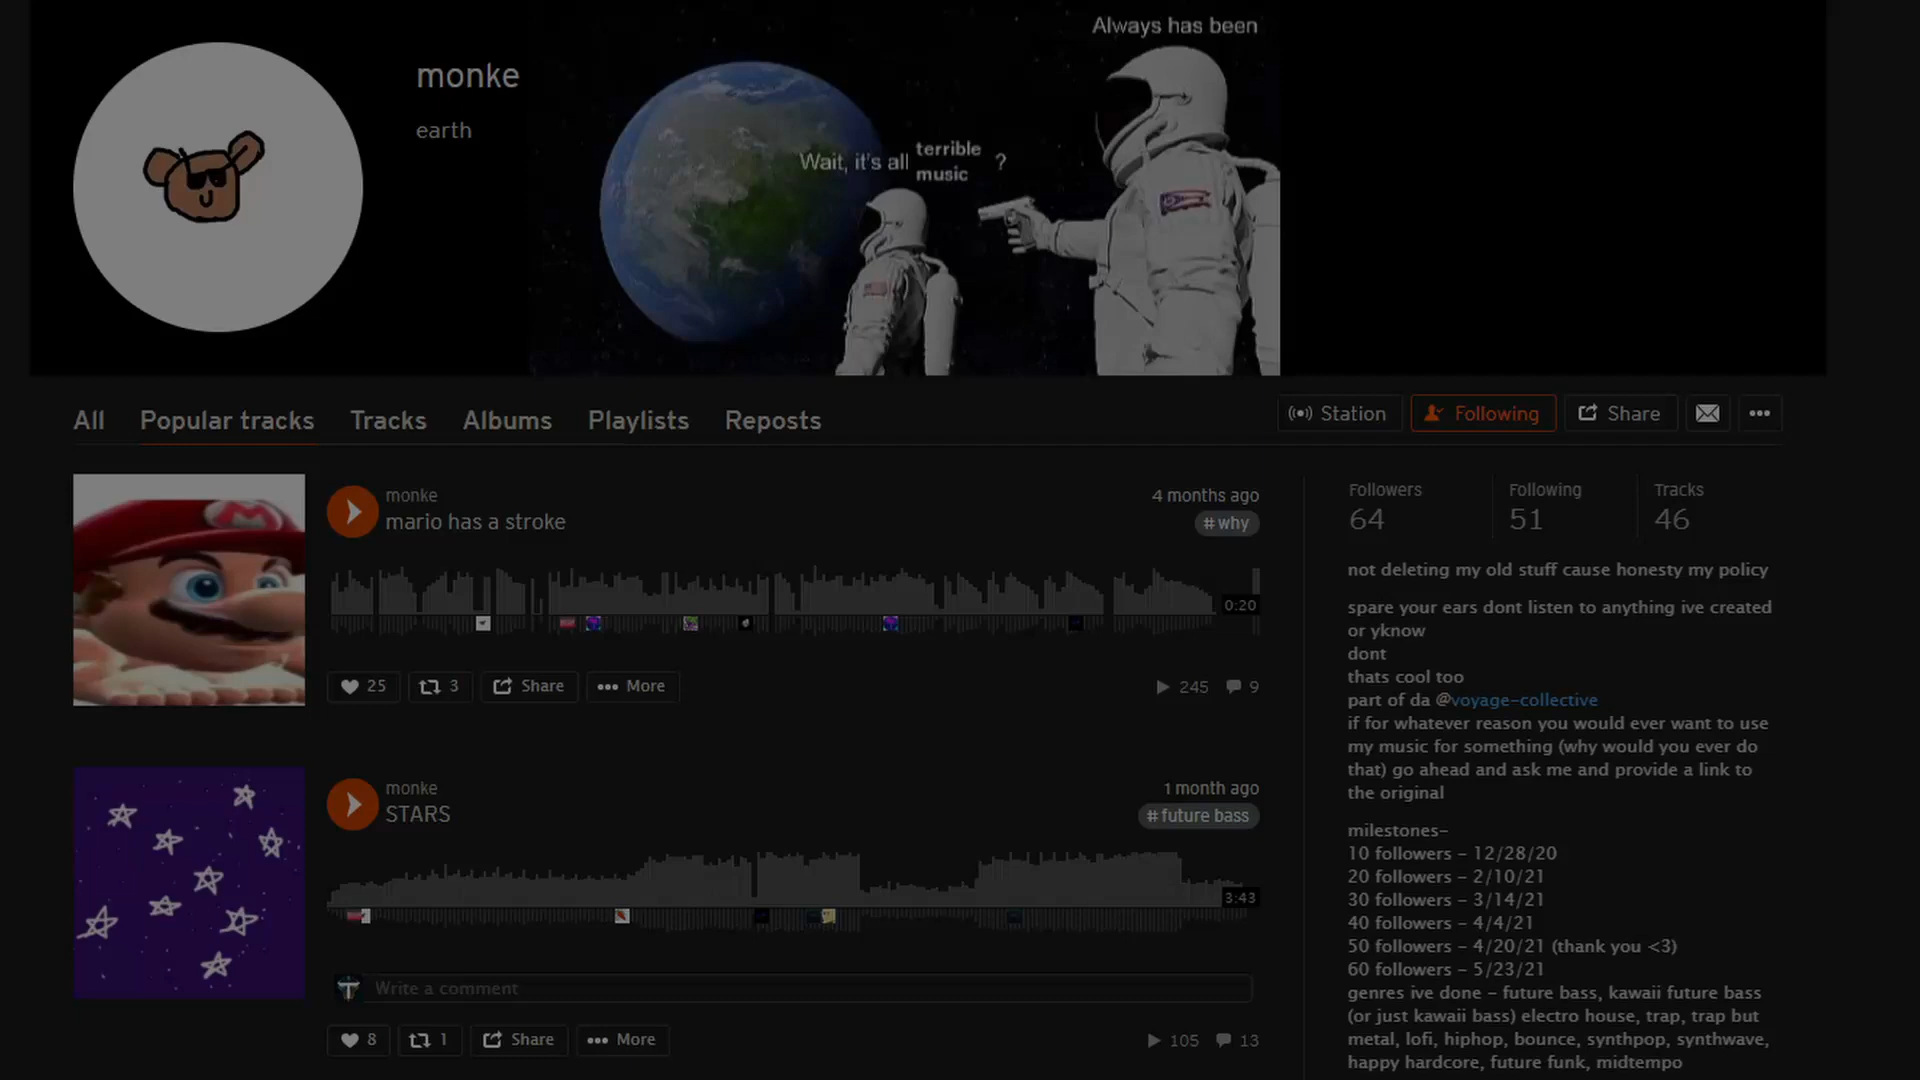 Always has been
monke
earth
Wait, it's all terrible music ?
All
Popular tracks
Tracks
Albums
Playlists
Reposts
Station
Following
Share
monke
4 months ago
mario has a stroke
# why
0:20
25
3
Share
More
245
9
monke
1 month ago
STARS
# future bass
3:43
Write a comment
8
1
Share
More
105
13
Followers
64
Following
51
Tracks
46
not deleting my old stuff cause honesty my policy
spare your ears dont listen to anything ive created
or yknow
dont
thats cool too
part of da @voyage-collective
if for whatever reason you would ever want to use
my music for something (why would you ever do
that) go ahead and ask me and provide a link to
the original
milestones-
10 followers - 12/28/20
20 followers - 2/10/21
30 followers - 3/14/21
40 followers - 4/4/21
50 followers - 4/20/21 (thank you <3)
60 followers - 5/23/21
genres ive done - future bass, kawaii future bass
(or just kawaii bass) electro house, trap, trap but
metal, lofi, hiphop, bounce, synthpop, synthwave,
happy hardcore, future funk, midtempo